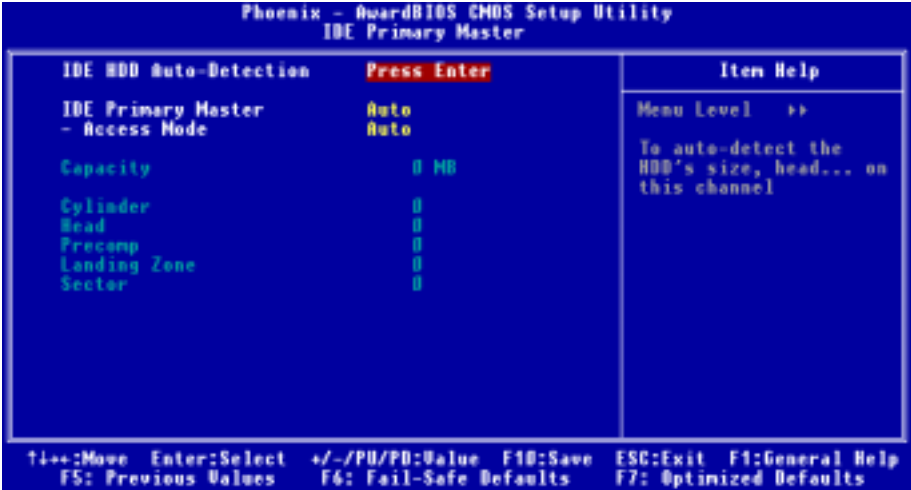 Phoenix - AwardBIOS CMOS Setup Utility
IDE Primary Master
IDE HDD Auto-Detection Press Enter
IDE Primary Master Auto
- Access Mode Auto
Capacity 0 MB
Cylinder 0
Head 0
Precomp 0
Landing Zone 0
Sector 0
Item Help
Menu Level ▸▸
To auto-detect the
HDD's size, head... on
this channel
↑↓→←:Move Enter:Select +/-/PU/PD:Value F10:Save ESC:Exit F1:General Help
F5: Previous Values F6: Fail-Safe Defaults F7: Optimized Defaults